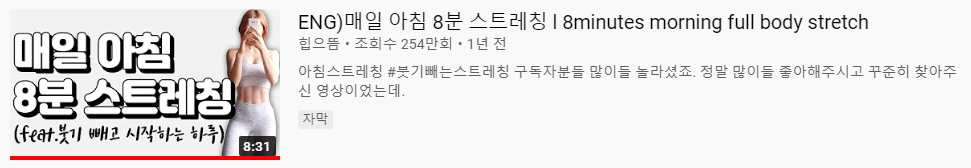 매일 아침
8분 스트레칭
(feat.붓기 빼고 시작하는 하루)
8:31
ENG)매일 아침 8분 스트레칭 l 8minutes morning full body stretch
힙으뜸 • 조회수 254만회 • 1년 전
아침스트레칭 #붓기빼는스트레칭 구독자분들 많이들 놀라셨죠. 정말 많이들 좋아해주시고 꾸준히 찾아주
신 영상이었는데.
자막